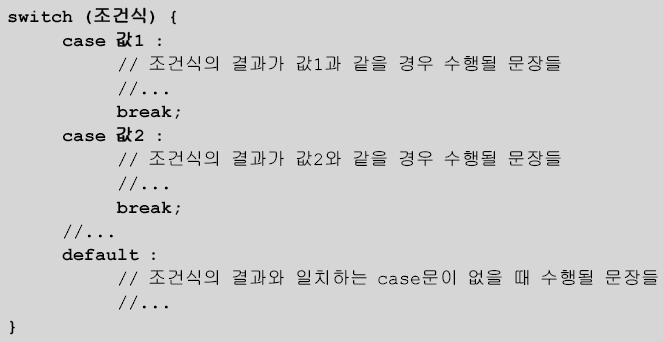 switch (조건식) {
case 값1 :
// 조건식의 결과가 값1과 같을 경우 수행될 문장들
//...
break;
case 값2 :
// 조건식의 결과가 값2와 같을 경우 수행될 문장들
//...
break;
//...
default :
// 조건식의 결과와 일치하는 case문이 없을 때 수행될 문장들
//...
}